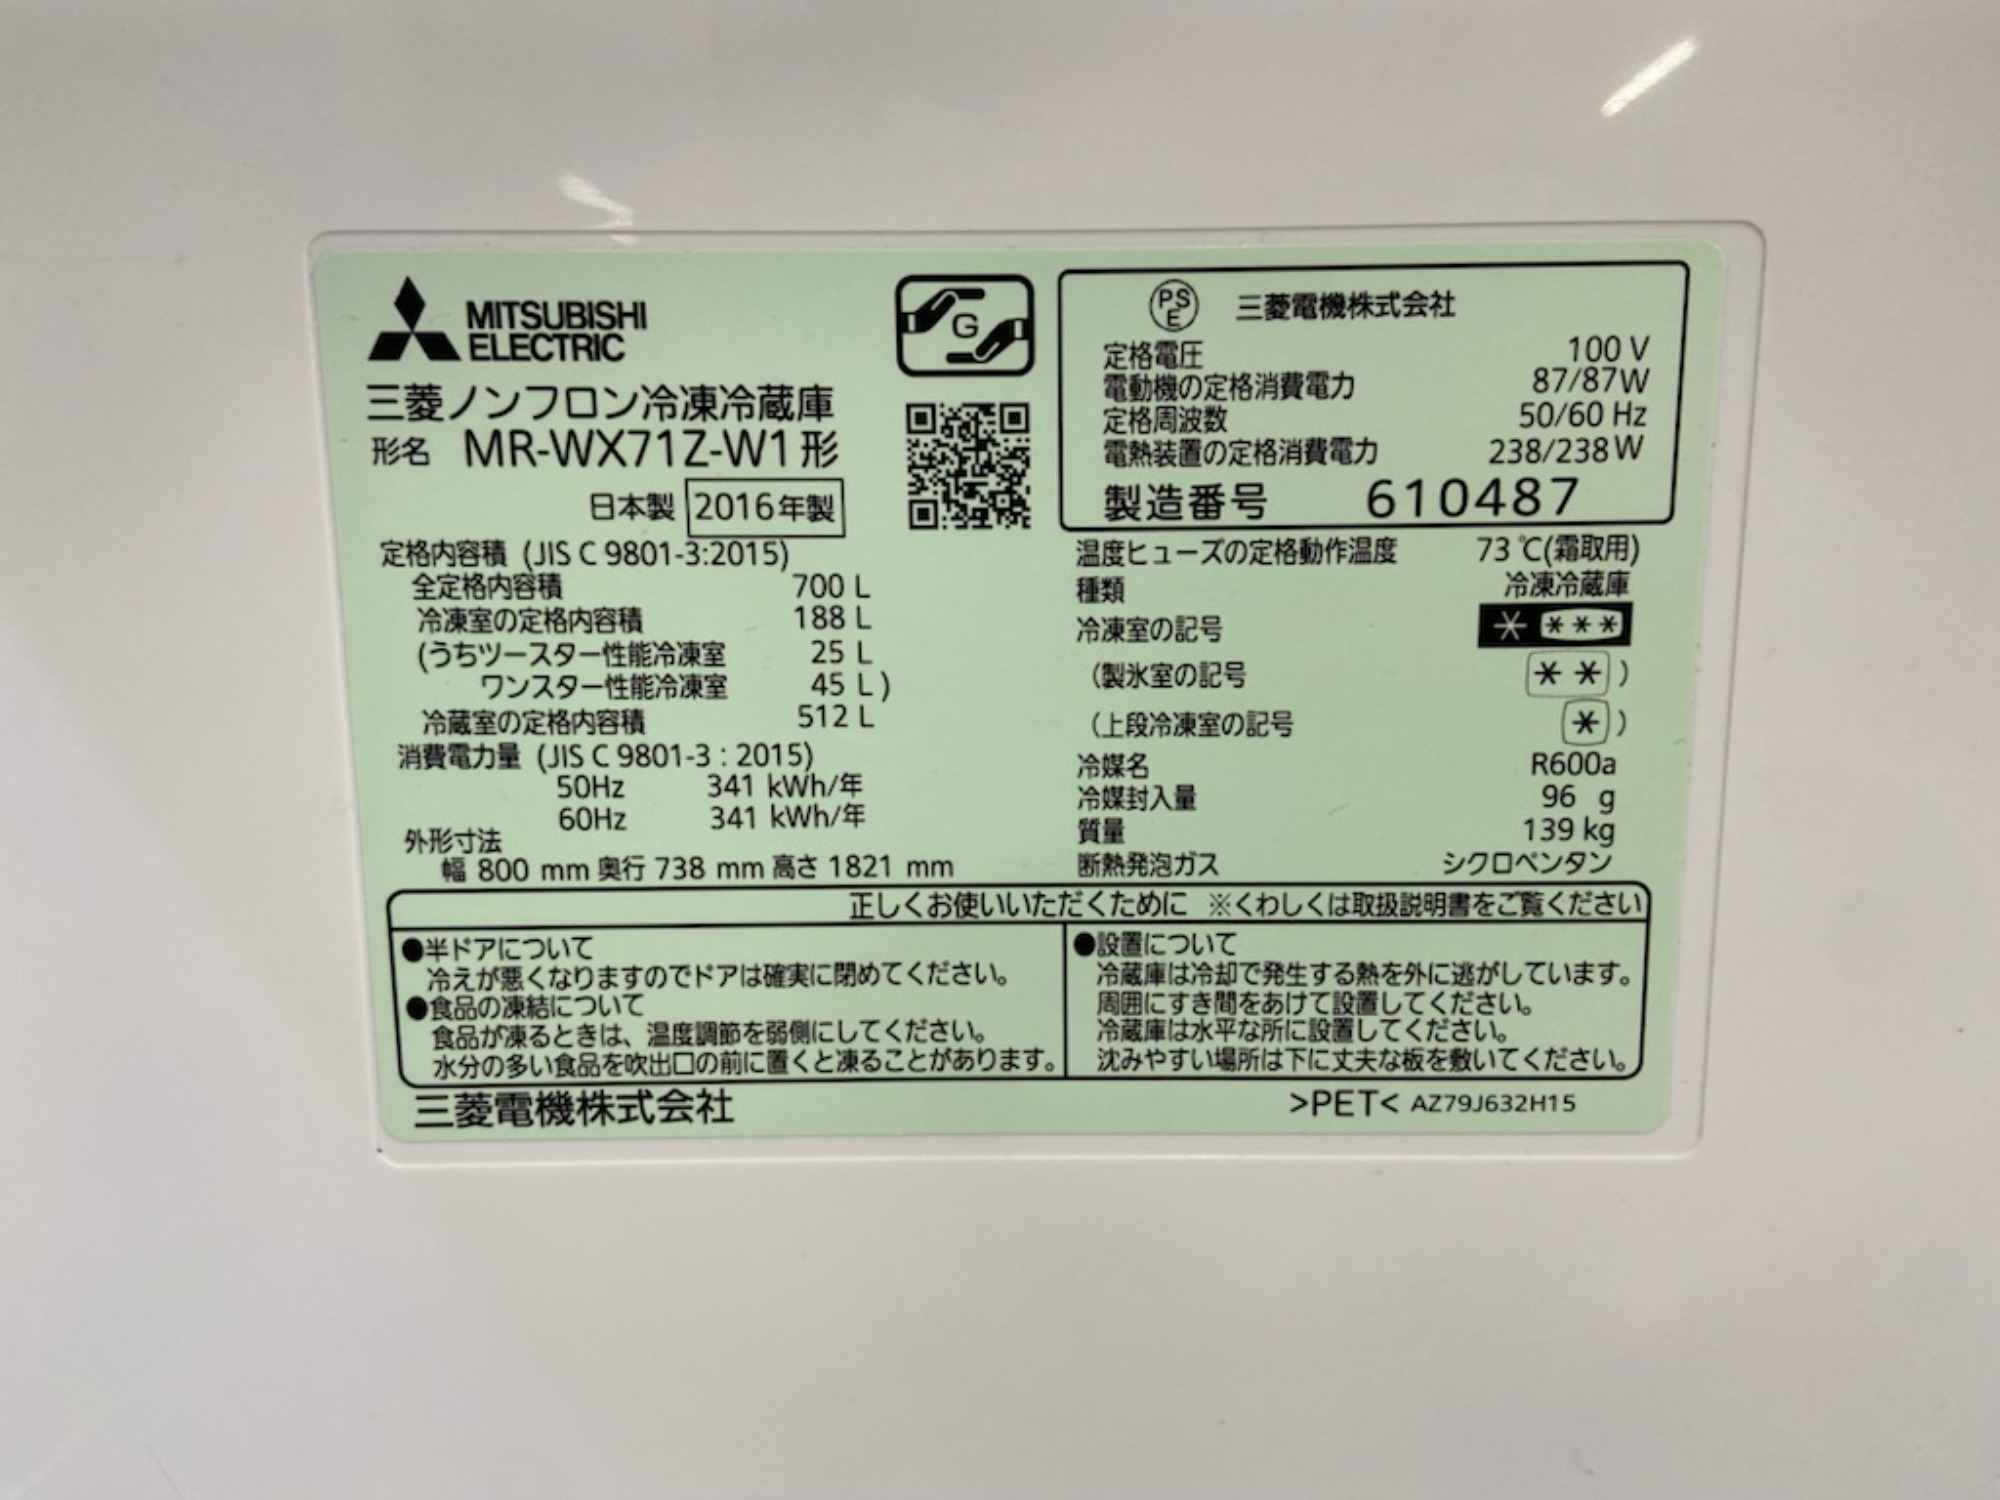 MITSUBISHI
ELECTRIC
三菱ノンフロン冷凍冷蔵庫
形名 MR-WX71Z-W1形
日本製 2016年製
定格内容積 (JIS C 9801-3:2015)
全定格内容積 700 L
冷凍室の定格内容積 188 L
(うちツースター性能冷凍室 25 L
ワンスター性能冷凍室 45 L)
冷蔵室の定格内容積 512 L
消費電力量 (JIS C 9801-3 : 2015)
50Hz 341 kWh/年
60Hz 341 kWh/年
外形寸法
幅 800 mm 奥行 738 mm 高さ 1821 mm
G
PS
E
三菱電機株式会社
定格電圧 100 V
電動機の定格消費電力 87/87W
定格周波数 50/60 Hz
電熱装置の定格消費電力 238/238W
製造番号 610487
温度ヒューズの定格動作温度 73℃(霜取用)
種類 冷凍冷蔵庫
冷凍室の記号 * ***
(製氷室の記号 * *)
(上段冷凍室の記号 *)
冷媒名 R600a
冷媒封入量 96 g
質量 139 kg
断熱発泡ガス シクロペンタン
正しくお使いいただくために ※くわしくは取扱説明書をご覧ください
●半ドアについて
冷えが悪くなりますのでドアは確実に閉めてください。
●食品の凍結について
食品が凍るときは、温度調節を弱側にしてください。
水分の多い食品を吹出口の前に置くと凍ることがあります。
●設置について
冷蔵庫は冷却で発生する熱を外に逃がしています。
周囲にすき間をあけて設置してください。
冷蔵庫は水平な所に設置してください。
沈みやすい場所は下に丈夫な板を敷いてください。
三菱電機株式会社
>PET< AZ79J632H15